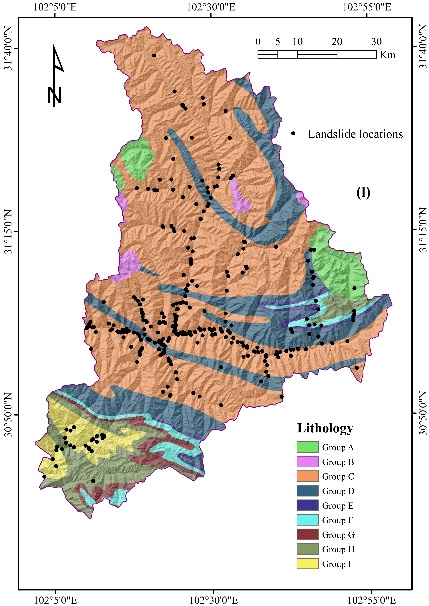 102°5'0"E 102°30'0"E 102°55'0"E
31°40'0"N
31°40'0"N
0 5 10 20 30
Km
N
Landslide locations
(I)
31°15'0"N
31°15'0"N
30°50'0"N
30°50'0"N
Lithology
Group A
Group B
Group C
Group D
Group E
Group F
Group G
Group H
Group I
102°5'0"E 102°30'0"E 102°55'0"E